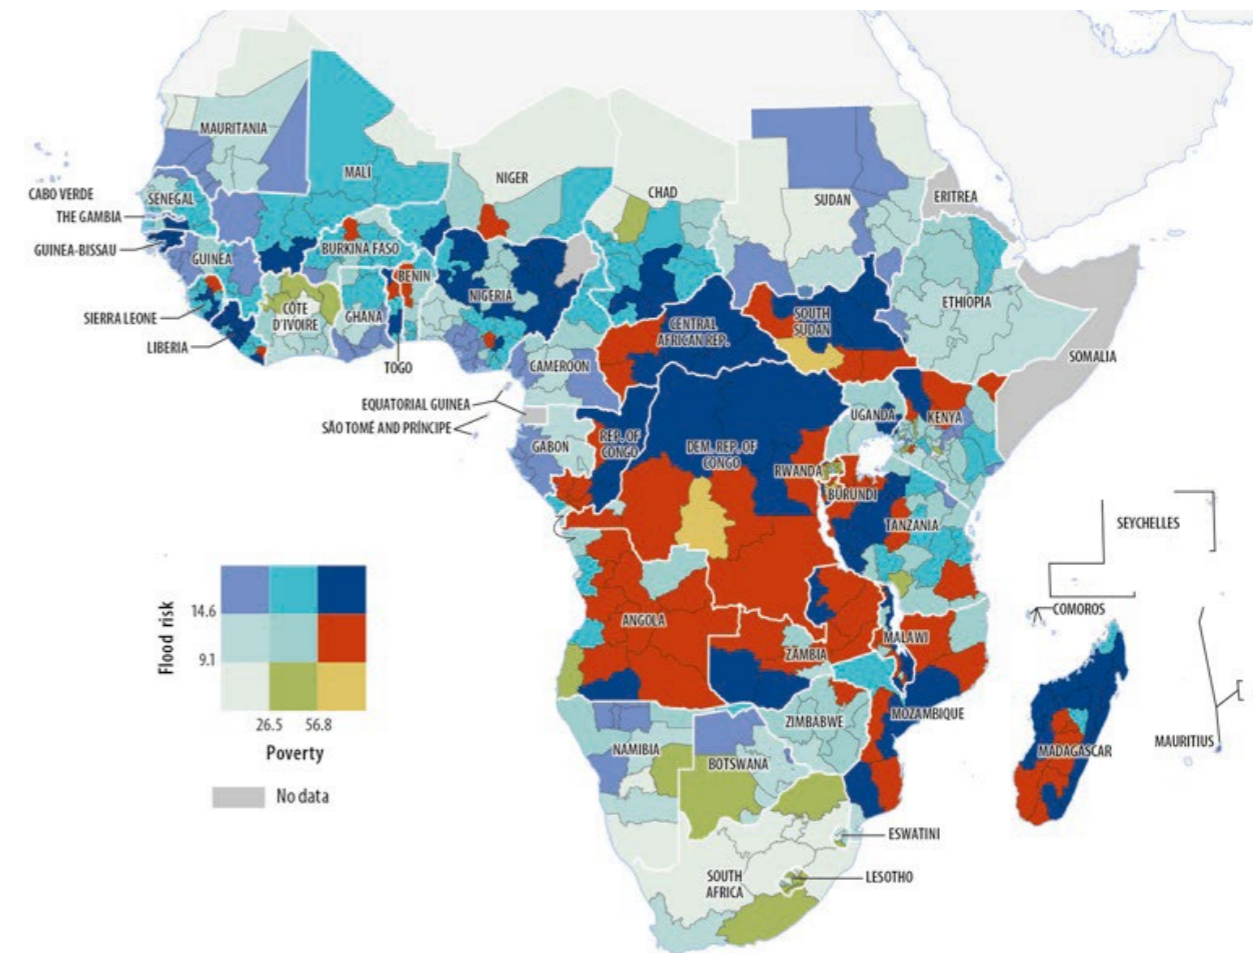 MAURITANIA
MALI
NIGER
CHAD
SUDAN
ERITREA
CABO VERDE
SENEGAL
THE GAMBIA
GUINEA-BISSAU
GUINEA
BURKINA FASO
BENIN
NIGERIA
ETHIOPIA
SIERRA LEONE
CÔTE
D'IVOIRE
GHANA
CENTRAL
AFRICAN REP.
SOUTH
SUDAN
LIBERIA
TOGO
CAMEROON
SOMALIA
EQUATORIAL GUINEA
SÃO TOMÉ AND PRÍNCIPE
GABON
REP. OF
CONGO
DEM. REP. OF
CONGO
UGANDA
KENYA
RWANDA
BURUNDI
TANZANIA
SEYCHELLES
COMOROS
ANGOLA
ZAMBIA
MALAWI
MOZAMBIQUE
ZIMBABWE
MADAGASCAR
MAURITIUS
NAMIBIA
BOTSWANA
ESWATINI
LESOTHO
SOUTH
AFRICA
Flood risk
14.6
9.1
26.5 56.8
Poverty
No data